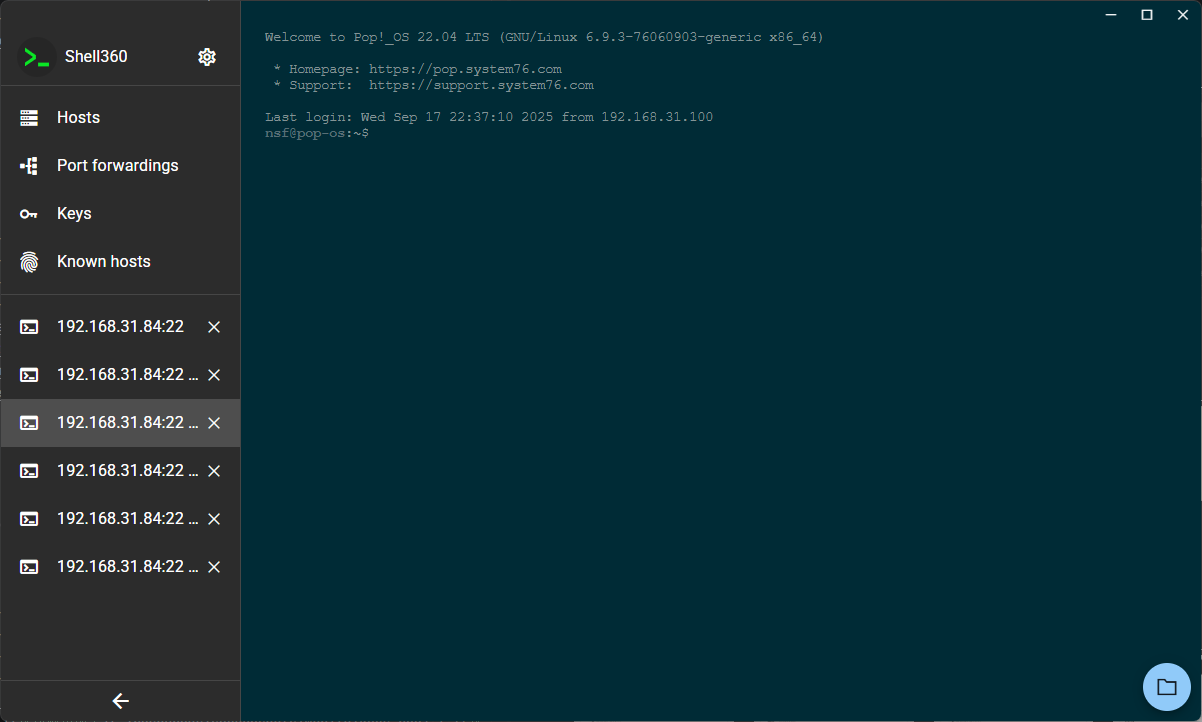 Shell360
Hosts
Port forwardings
Keys
Known hosts
192.168.31.84:22
192.168.31.84:22 ...
192.168.31.84:22 ...
192.168.31.84:22 ...
192.168.31.84:22 ...
192.168.31.84:22 ...
Welcome to Pop!_OS 22.04 LTS (GNU/Linux 6.9.3-76060903-generic x86_64)
* Homepage: https://pop.system76.com
* Support:  https://support.system76.com
Last login: Wed Sep 17 22:37:10 2025 from 192.168.31.100
nsf@pop-os:~$